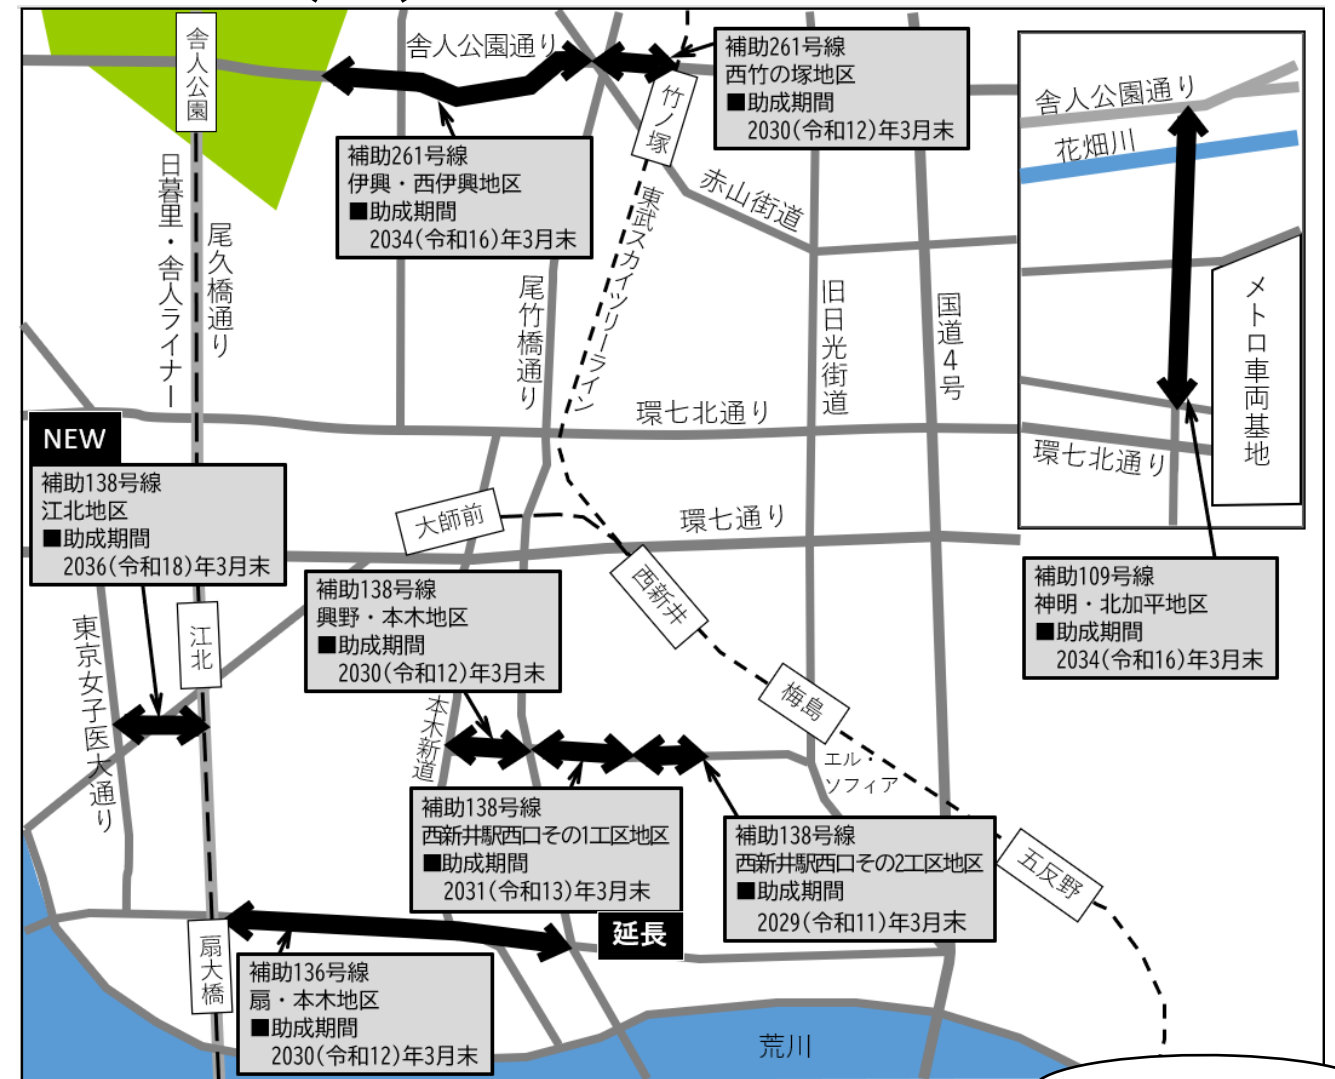 舎人公園
舎人公園通り
補助261号線
西竹の塚地区
■助成期間
2030(令和12)年3月末
竹ノ塚
舎人公園通り
花畑川
補助261号線
伊興・西伊興地区
■助成期間
2034(令和16)年3月末
日暮里・舎人ライナー
尾久橋通り
東武スカイツリーライン
赤山街道
尾竹橋通り
旧日光街道
国道4号
メトロ車両基地
環七北通り
環七北通り
NEW
補助138号線
江北地区
■助成期間
2036(令和18)年3月末
大師前
環七通り
西新井
補助109号線
神明・北加平地区
■助成期間
2034(令和16)年3月末
補助138号線
興野・本木地区
■助成期間
2030(令和12)年3月末
江北
東京女子医大通り
梅島
本木新道
エル・
ソフィア
補助138号線
西新井駅西口その1工区地区
■助成期間
2031(令和13)年3月末
延長
補助138号線
西新井駅西口その2工区地区
■助成期間
2029(令和11)年3月末
五反野
扇大橋
補助136号線
扇・本木地区
■助成期間
2030(令和12)年3月末
荒川